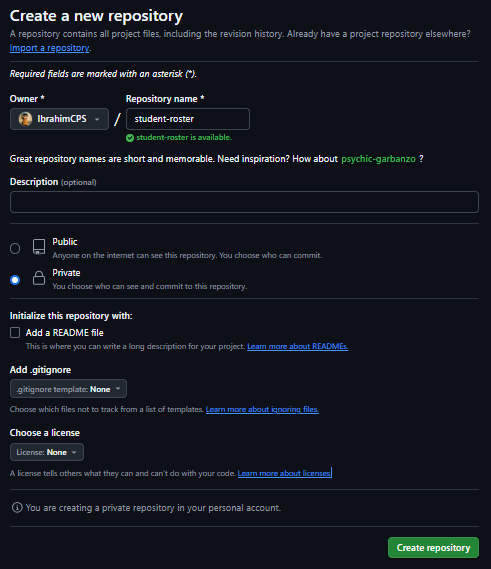 Create a new repository
A repository contains all project files, including the revision history. Already have a project repository elsewhere?
Import a repository.
Required fields are marked with an asterisk (*).
Owner * Repository name *
IbrahimCPS / student-roster
student-roster is available.
Great repository names are short and memorable. Need inspiration? How about psychic-garbanzo ?
Description (optional)
Public
Anyone on the internet can see this repository. You choose who can commit.
Private
You choose who can see and commit to this repository.
Initialize this repository with:
Add a README file
This is where you can write a long description for your project. Learn more about READMEs.
Add .gitignore
.gitignore template: None
Choose which files not to track from a list of templates. Learn more about ignoring files.
Choose a license
License: None
A license tells others what they can and can't do with your code. Learn more about licenses.
You are creating a private repository in your personal account.
Create repository